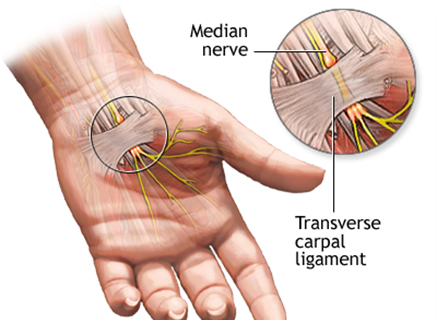 Median
nerve
Transverse
carpal
ligament